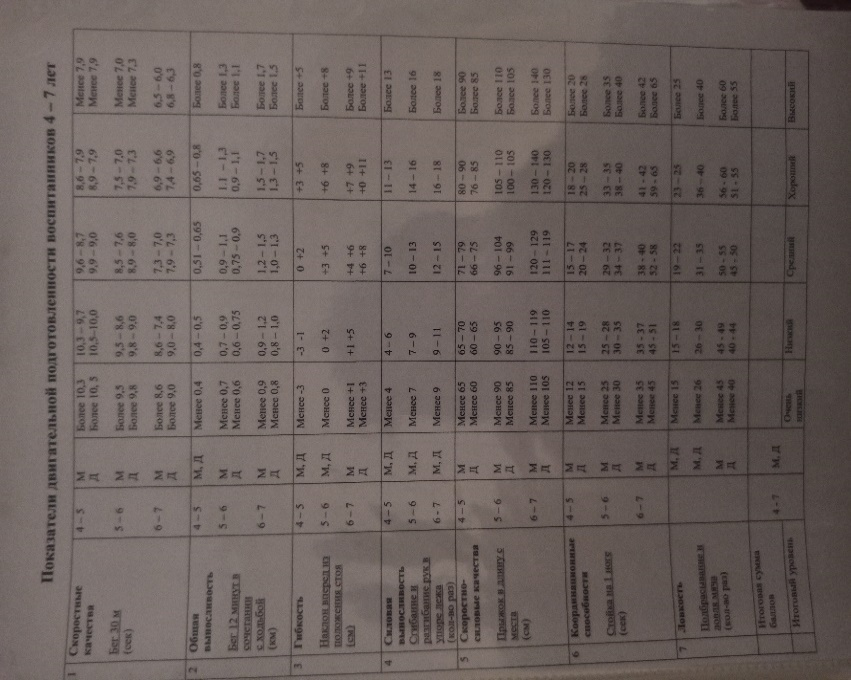 Показатели двигательной подготовленности воспитанников 4 – 7 лет
1 Скоростные 4 – 5 М Более 10,3 10,3 – 9,7 9,6 – 8,7 8,6 – 7,9 Менее 7,9
качества Д Более 10, 5 10,5–10,0 9,9 – 9,0 8,9 – 7,9 Менее 7,9
Бег 30 м 5 – 6 М Более 9,5 9,5 – 8,6 8,5 – 7,6 7,5 – 7,0 Менее 7,0
(сек) Д Более 9,8 9,8 – 9,0 8,9 – 8,0 7,9 – 7,3 Менее 7,3
6 – 7 М Более 8,6 8,6 – 7,4 7,3 – 7,0 6,9 – 6,6 6,5 – 6,0
Д Более 9,0 9,0 – 8,0 7,9 – 7,3 7,4 – 6,9 6,8 – 6,3
2 Общая 4 – 5 М, Д Менее 0,4 0,4 – 0,5 0,51 – 0,65 0,65 – 0,8 Более 0,8
выносливость
Бег 12 минут в 5 – 6 М Менее 0,7 0,7 – 0,9 0,9 – 1,1 1,1 – 1,3 Более 1,3
сочетании Д Менее 0,6 0,6 – 0,75 0,75 – 0,9 0,9 – 1,1 Более 1,1
с ходьбой 6 – 7 М Менее 0,9 0,9 – 1,2 1,2 – 1,5 1,5 – 1,7 Более 1,7
(км) Д Менее 0,8 0,8 – 1,0 1,0 – 1,3 1,3 – 1,5 Более 1,5
3 Гибкость 4 – 5 М, Д Менее -3 -3 -1 0 +2 +3 +5 Более +5
Наклон вперед из 5 – 6 М, Д Менее 0 0 +2 +3 +5 +6 +8 Более +8
положения стоя 6 – 7 М Менее +1 +1 +5 +4 +6 +7 +9 Более +9
(см) Д Менее +3 +6 +8 +0 +11 Более +11
4 Силовая 4 – 5 М, Д Менее 4 4 – 6 7 – 10 11 – 13 Более 13
выносливость
Сгибание и 5 – 6 М, Д Менее 7 7 – 9 10 – 13 14 – 16 Более 16
разгибание рук в
упоре лежа 6 - 7 М, Д Менее 9 9 – 11 12 – 15 16 – 18 Более 18
(кол-во раз)
5 Скоростно- 4 – 5 М Менее 65 65 – 70 71 – 79 80 – 90 Более 90
силовые качества Д Менее 60 60 – 65 66 – 75 76 – 85 Более 85
Прыжок в длину с 5 – 6 М Менее 90 90 – 95 96 – 104 105 – 110 Более 110
места Д Менее 85 85 – 90 91 – 99 100 – 105 Более 105
(см) 6 – 7 М Менее 110 110 – 119 120 – 129 130 – 140 Более 140
Д Менее 105 105 – 110 111 – 119 120 – 130 Более 130
6 Координационные 4 – 5 М Менее 12 12 – 14 15 – 17 18 – 20 Более 20
способности Д Менее 15 15 – 19 20 – 24 25 – 28 Более 28
Стойка на 1 ноге 5 – 6 М Менее 25 25 – 28 29 – 32 33 – 35 Более 35
(сек) Д Менее 30 30 – 35 34 – 37 38 – 40 Более 40
6 – 7 М Менее 35 35 - 37 38 - 40 41 - 42 Более 42
Д Менее 45 45 - 51 52 - 58 59 - 65 Более 65
7 Ловкость М, Д Менее 15 15 – 18 19 – 22 23 – 25 Более 25
Подбрасывание и М, Д Менее 26 26 – 30 31 – 35 36 – 40 Более 40
ловля мяча М Менее 45 45 - 49 50 - 55 56 - 60 Более 60
(кол-во раз) Д Менее 40 40 - 44 45 - 50 51 - 55 Более 55
Итоговая сумма 4 - 7 М, Д
баллов
Итоговый уровень Очень Низкий Средний Хороший Высокий
низкий